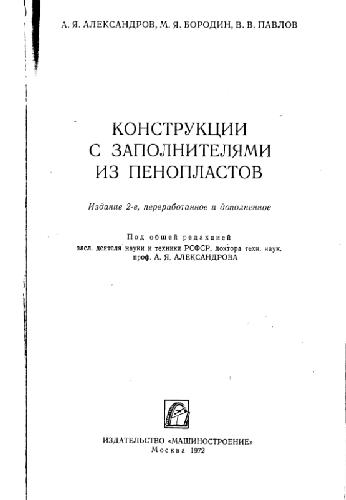 А. Я. АЛЕКСАНДРОВ, М. Я. БОРОДИН, В. В. ПАВЛОВ
КОНСТРУКЦИИ
С ЗАПОЛНИТЕЛЯМИ
ИЗ ПЕНОПЛАСТОВ
Издание 2-е, переработанное и дополненное
Под общей редакцией
засл. деятеля науки и техники РСФСР, доктора техн. наук,
проф. А. Я. АЛЕКСАНДРОВА
ИЗДАТЕЛЬСТВО «МАШИНОСТРОЕНИЕ»
Москва 1972